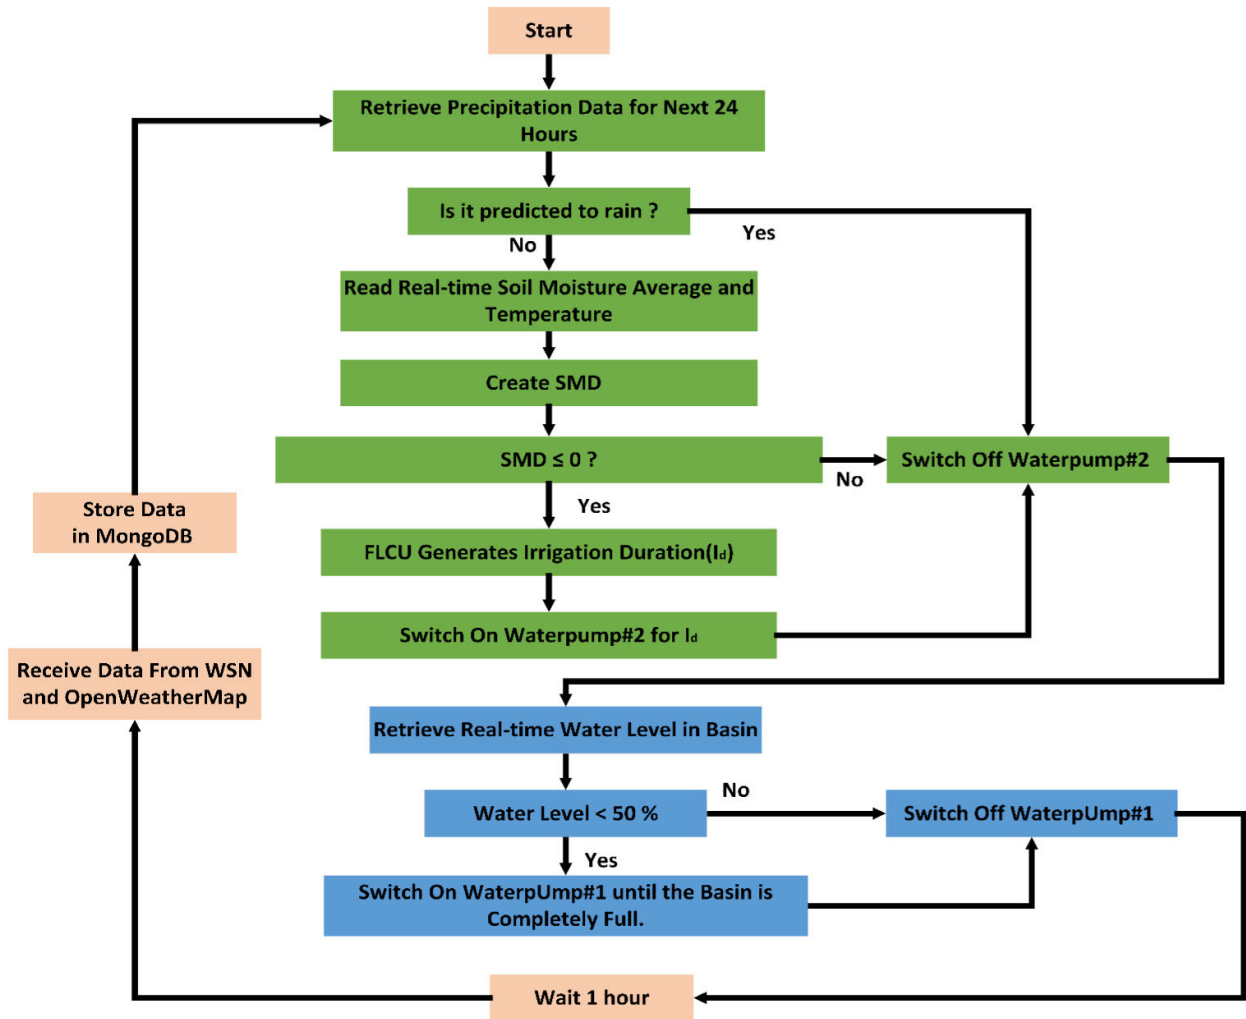 Start
Retrieve Precipitation Data for Next 24
Hours
Is it predicted to rain ?
Yes
No
Read Real-time Soil Moisture Average and
Temperature
Create SMD
SMD ≤ 0 ?
No
Switch Off Waterpump#2
Yes
FLCU Generates Irrigation Duration(Id)
Switch On Waterpump#2 for Id
Store Data
in MongoDB
Receive Data From WSN
and OpenWeatherMap
Retrieve Real-time Water Level in Basin
Water Level < 50 %
No
Switch Off WaterpUmp#1
Yes
Switch On WaterpUmp#1 until the Basin is
Completely Full.
Wait 1 hour